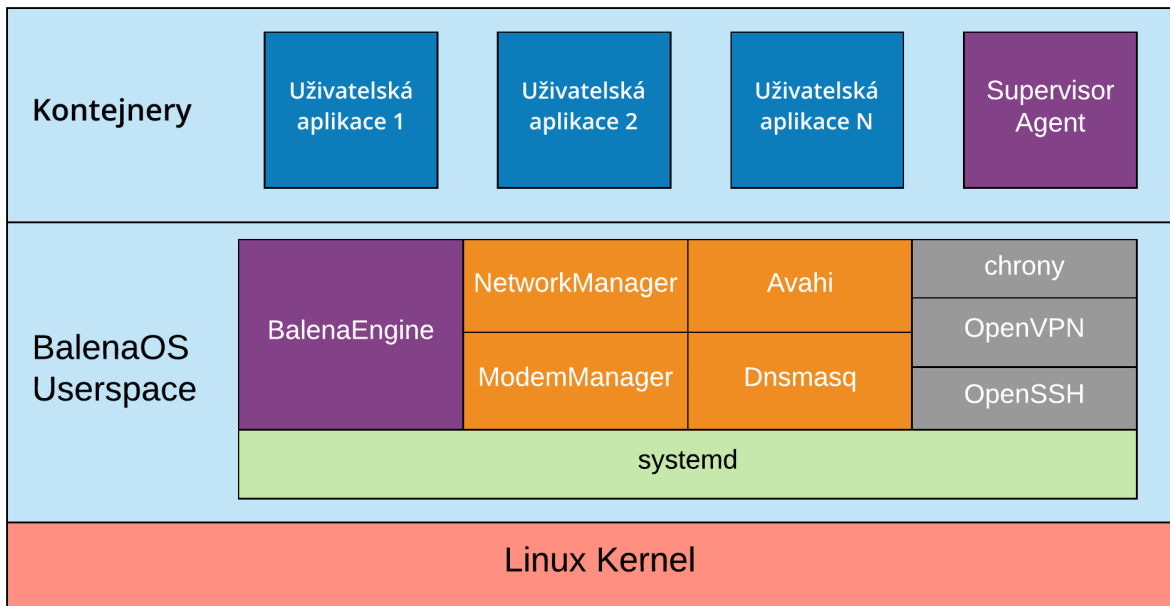 Kontejnery
Uživatelská
aplikace 1
Uživatelská
aplikace 2
Uživatelská
aplikace N
Supervisor
Agent
BalenaOS
Userspace
BalenaEngine
NetworkManager
ModemManager
Avahi
Dnsmasq
chrony
OpenVPN
OpenSSH
systemd
Linux Kernel